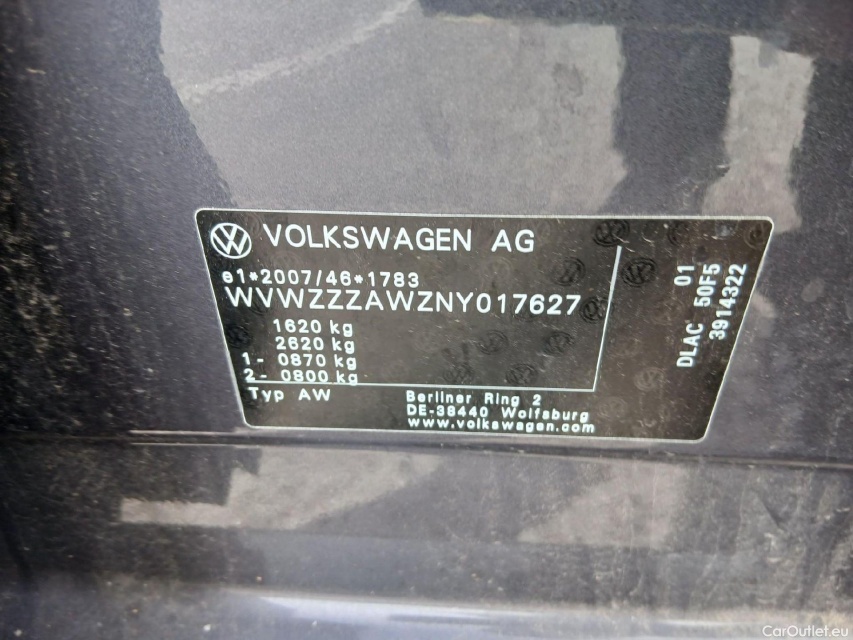 VOLKSWAGEN AG
e1*2007/46*1783
WVWZZZAWZNY017627
1620 kg
2620 kg
1- 0870 kg
2- 0800 kg
Typ AW
Berliner Ring 2
DE-38440 Wolfsburg
www.volkswagen.com
01
DLAC 50F5
3914322
CarOutlet.eu